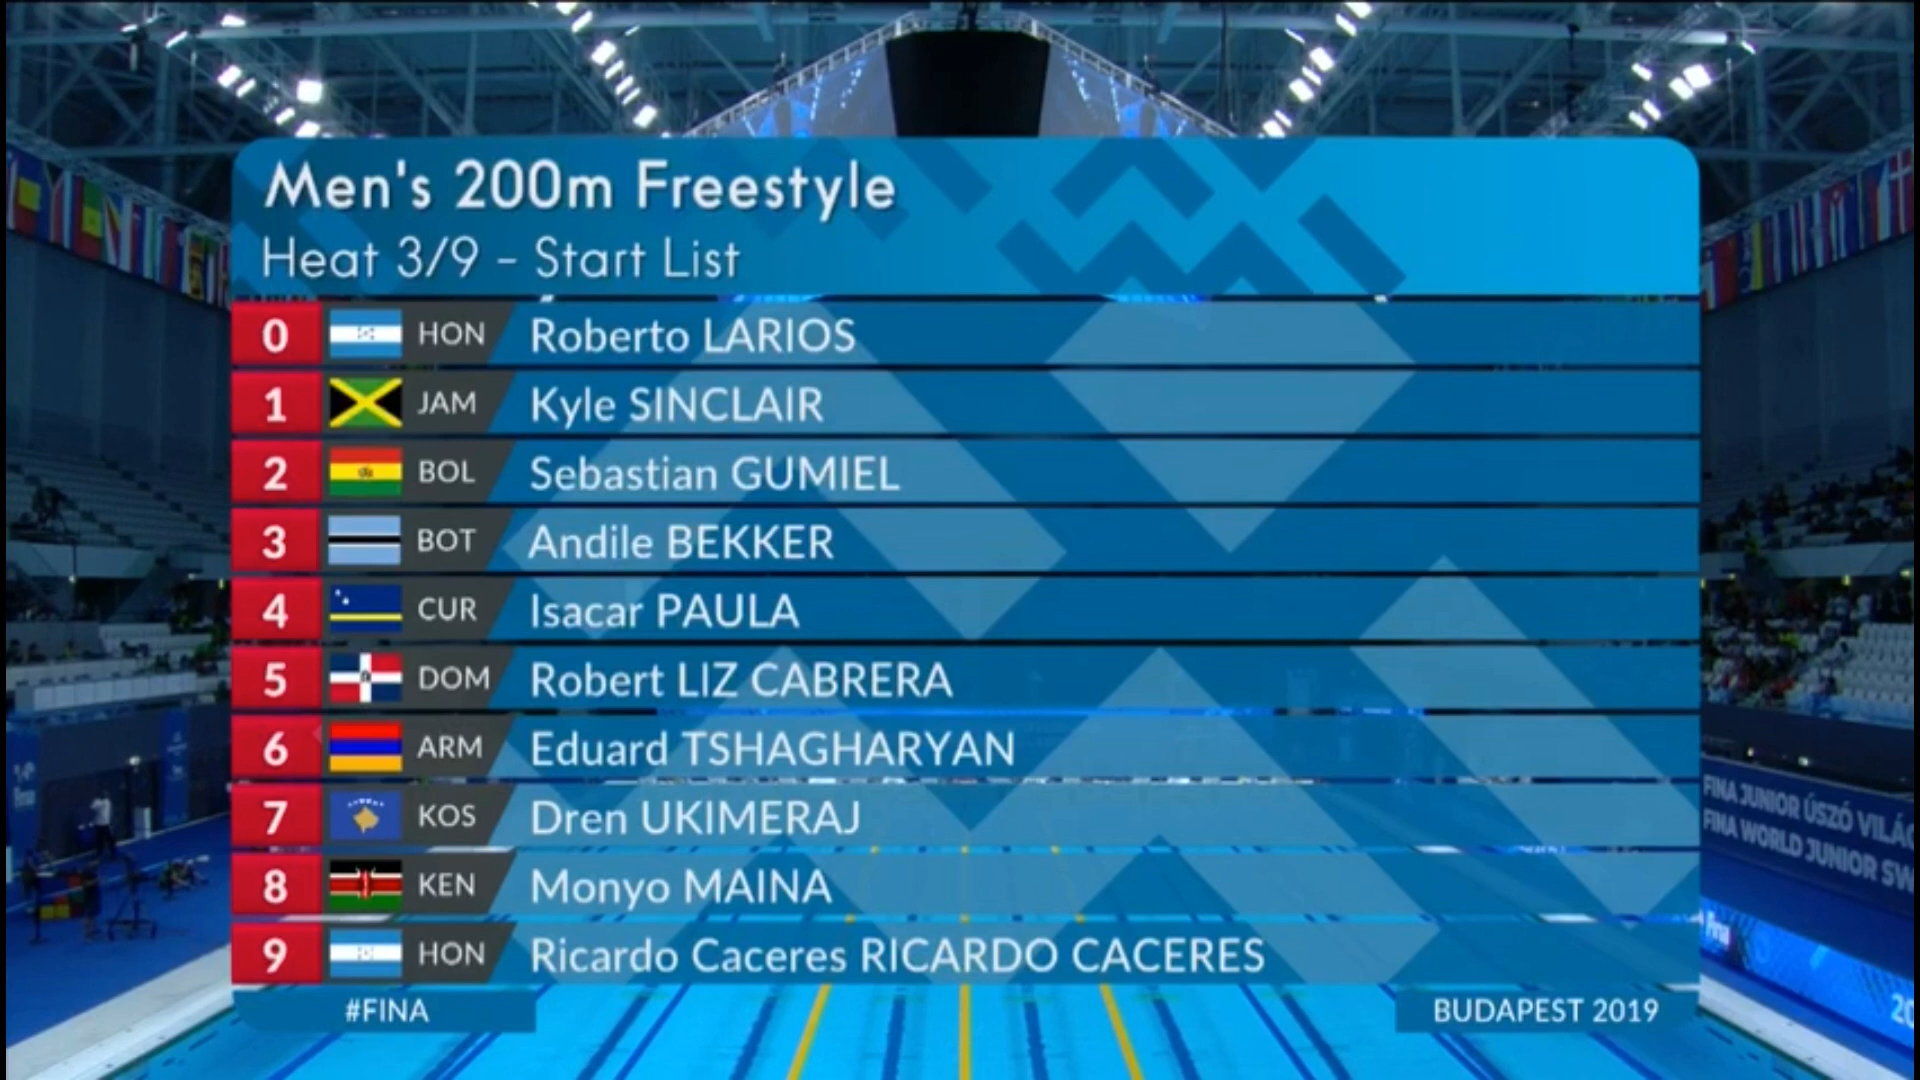 Men's 200m Freestyle
Heat 3/9 - Start List
0 HON Roberto LARIOS
1 JAM Kyle SINCLAIR
2 BOL Sebastian GUMIEL
3 BOT Andile BEKKER
4 CUR Isacar PAULA
5 DOM Robert LIZ CABRERA
6 ARM Eduard TSHAGHARYAN
7 KOS Dren UKIMERAJ
8 KEN Monyo MAINA
9 HON Ricardo Caceres RICARDO CACERES
#FINA
BUDAPEST 2019
FINA JUNIOR ÚSZÓ
FINA WORLD JUNIOR
fina
fina